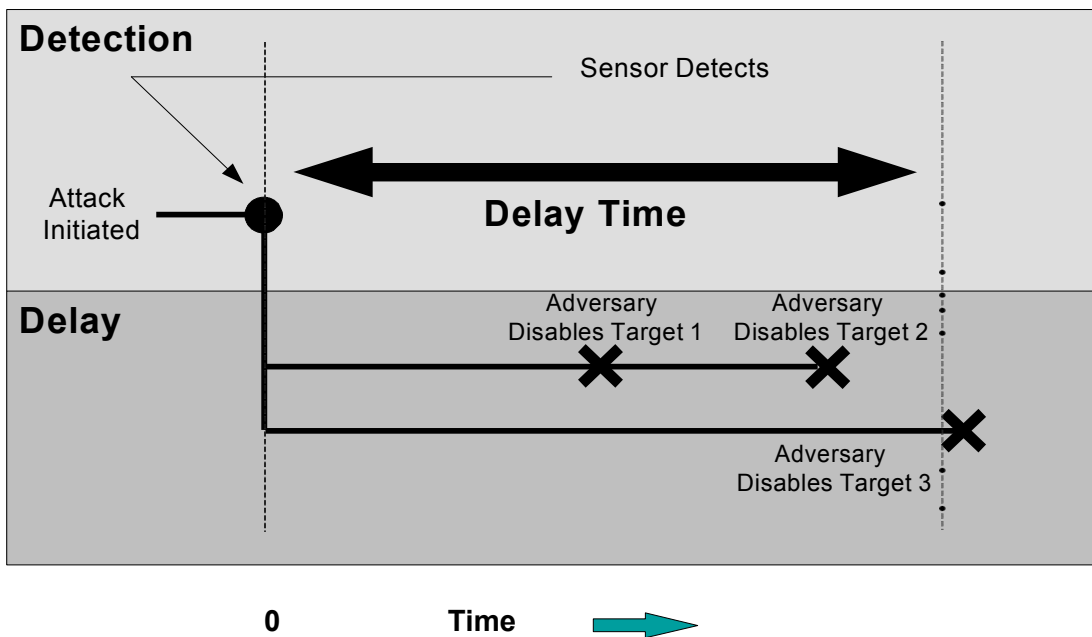 Detection
Sensor Detects
Attack
Initiated
Delay Time
Delay
Adversary
Disables Target 1
Adversary
Disables Target 2
Adversary
Disables Target 3
0
Time